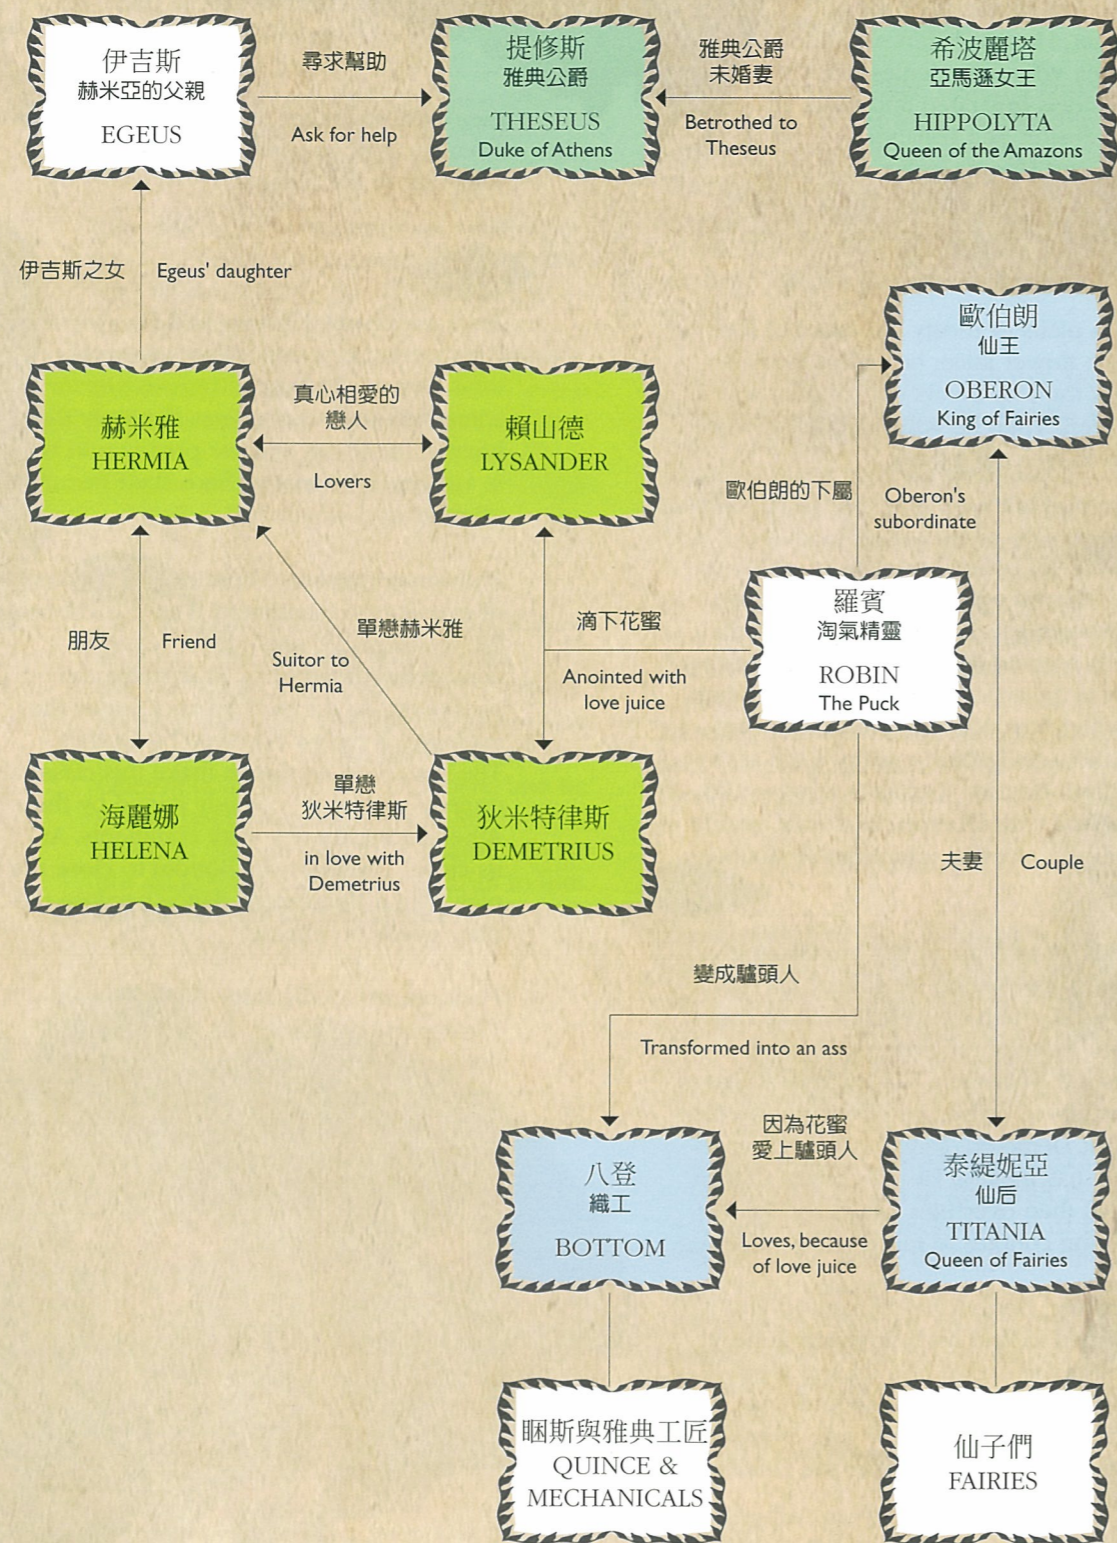 伊吉斯
赫米亞的父親
EGEUS
尋求幫助
Ask for help
提修斯
雅典公爵
THESEUS
Duke of Athens
雅典公爵
未婚妻
Betrothed to
Theseus
希波麗塔
亞馬遜女王
HIPPOLYTA
Queen of the Amazons
伊吉斯之女
Egeus' daughter
歐伯朗
仙王
OBERON
King of Fairies
赫米雅
HERMIA
真心相愛的
戀人
Lovers
賴山德
LYSANDER
歐伯朗的下屬
Oberon's
subordinate
朋友
Friend
單戀赫米雅
Suitor to
Hermia
滴下花蜜
Anointed with
love juice
羅賓
淘氣精靈
ROBIN
The Puck
海麗娜
HELENA
單戀
狄米特律斯
in love with
Demetrius
狄米特律斯
DEMETRIUS
夫妻
Couple
變成驢頭人
Transformed into an ass
八登
織工
BOTTOM
因為花蜜
愛上驢頭人
Loves, because
of love juice
泰緹妮亞
仙后
TITANIA
Queen of Fairies
睏斯與雅典工匠
QUINCE &
MECHANICALS
仙子們
FAIRIES